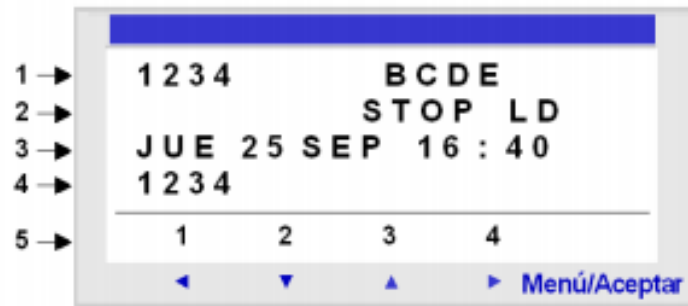 1 1234 BCDE
2 STOP LD
3 JUE 25 SEP 16:40
4 1234
5 1 2 3 4
Menú/Aceptar